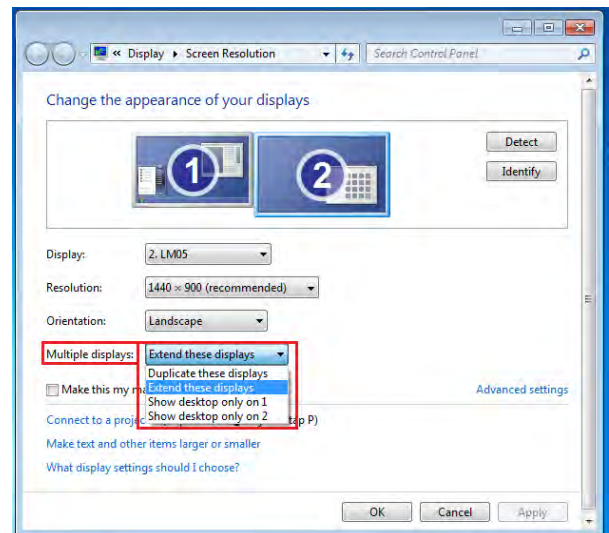 « Display ▸ Screen Resolution
Search Control Panel
Change the appearance of your displays
1
2
Detect
Identify
Display: 2. LM05
Resolution: 1440 × 900 (recommended)
Orientation: Landscape
Multiple displays: Extend these displays
Duplicate these displays
Extend these displays
Show desktop only on 1
Show desktop only on 2
Make this my
Advanced settings
Connect to a tap P)
Make text and other items larger or smaller
What display settings should I choose?
OK Cancel Apply